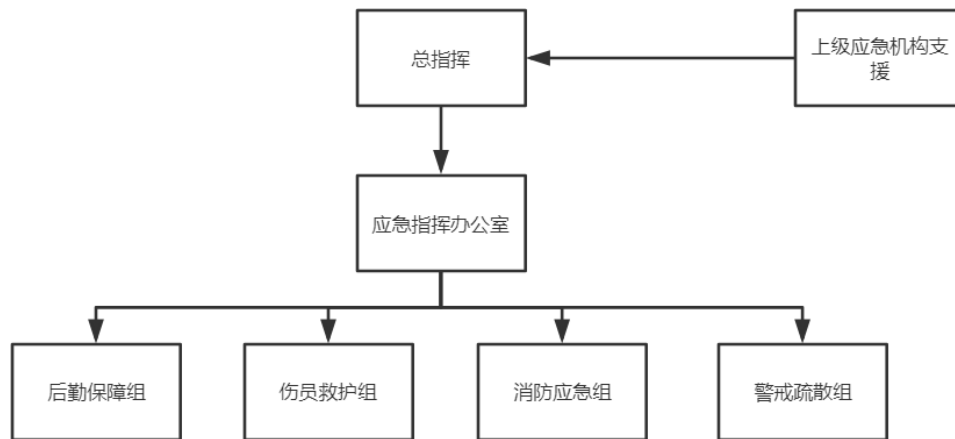 总指挥
上级应急机构支
援
应急指挥办公室
后勤保障组
伤员救护组
消防应急组
警戒疏散组